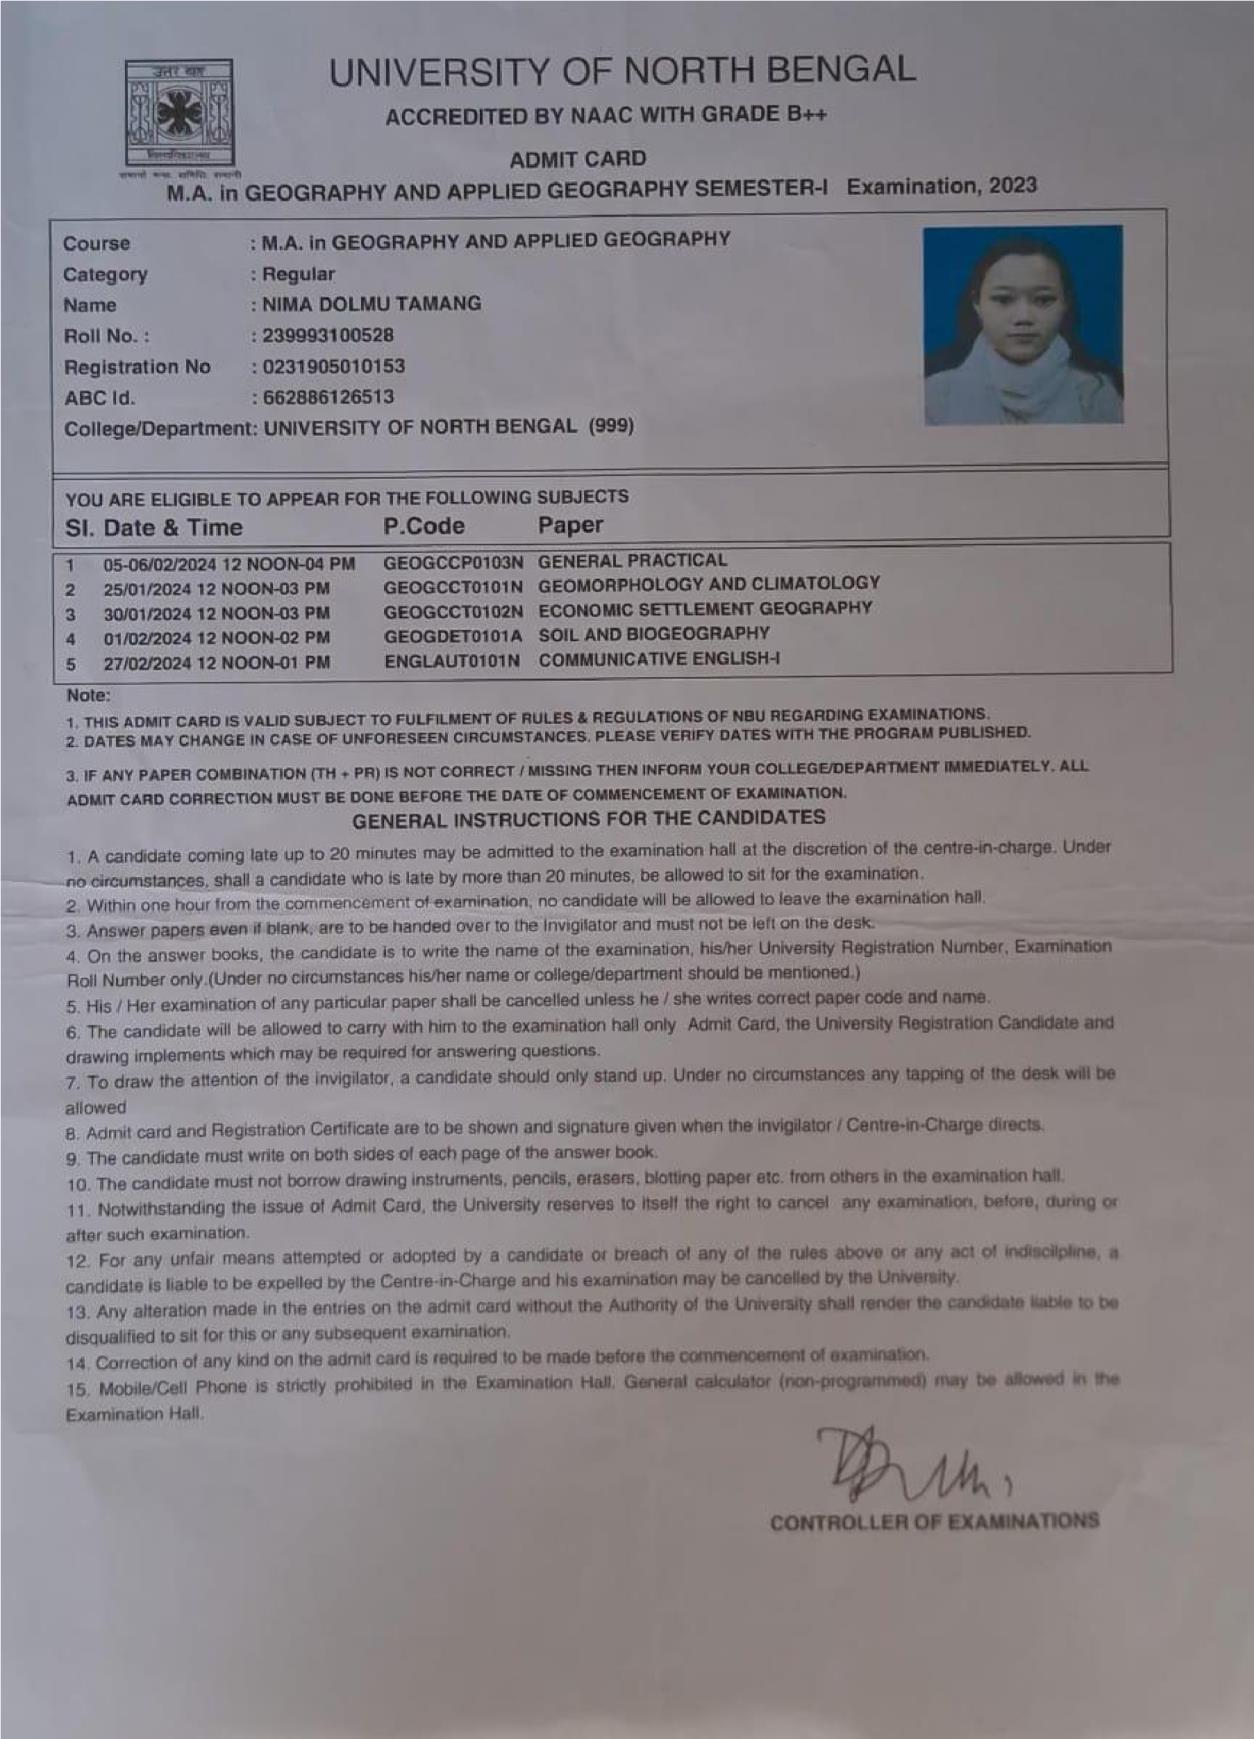 उत्तर बङ्ग
विश्वविद्यालय
समानो मन्त्र: समिति: समानी
UNIVERSITY OF NORTH BENGAL
ACCREDITED BY NAAC WITH GRADE B++
ADMIT CARD
M.A. in GEOGRAPHY AND APPLIED GEOGRAPHY SEMESTER-I Examination, 2023
Course : M.A. in GEOGRAPHY AND APPLIED GEOGRAPHY
Category : Regular
Name : NIMA DOLMU TAMANG
Roll No. : : 239993100528
Registration No : 0231905010153
ABC Id. : 662886126513
College/Department: UNIVERSITY OF NORTH BENGAL (999)
YOU ARE ELIGIBLE TO APPEAR FOR THE FOLLOWING SUBJECTS
Sl. Date & Time P.Code Paper
1 05-06/02/2024 12 NOON-04 PM GEOGCCP0103N GENERAL PRACTICAL
2 25/01/2024 12 NOON-03 PM GEOGCCT0101N GEOMORPHOLOGY AND CLIMATOLOGY
3 30/01/2024 12 NOON-03 PM GEOGCCT0102N ECONOMIC SETTLEMENT GEOGRAPHY
4 01/02/2024 12 NOON-02 PM GEOGDET0101A SOIL AND BIOGEOGRAPHY
5 27/02/2024 12 NOON-01 PM ENGLAUT0101N COMMUNICATIVE ENGLISH-I
Note:
1. THIS ADMIT CARD IS VALID SUBJECT TO FULFILMENT OF RULES & REGULATIONS OF NBU REGARDING EXAMINATIONS.
2. DATES MAY CHANGE IN CASE OF UNFORESEEN CIRCUMSTANCES. PLEASE VERIFY DATES WITH THE PROGRAM PUBLISHED.
3. IF ANY PAPER COMBINATION (TH + PR) IS NOT CORRECT / MISSING THEN INFORM YOUR COLLEGE/DEPARTMENT IMMEDIATELY. ALL
ADMIT CARD CORRECTION MUST BE DONE BEFORE THE DATE OF COMMENCEMENT OF EXAMINATION.
GENERAL INSTRUCTIONS FOR THE CANDIDATES
1. A candidate coming late up to 20 minutes may be admitted to the examination hall at the discretion of the centre-in-charge. Under
no circumstances, shall a candidate who is late by more than 20 minutes, be allowed to sit for the examination.
2. Within one hour from the commencement of examination, no candidate will be allowed to leave the examination hall.
3. Answer papers even if blank, are to be handed over to the Invigilator and must not be left on the desk.
4. On the answer books, the candidate is to write the name of the examination, his/her University Registration Number, Examination
Roll Number only.(Under no circumstances his/her name or college/department should be mentioned.)
5. His / Her examination of any particular paper shall be cancelled unless he / she writes correct paper code and name.
6. The candidate will be allowed to carry with him to the examination hall only Admit Card, the University Registration Candidate and
drawing implements which may be required for answering questions.
7. To draw the attention of the invigilator, a candidate should only stand up. Under no circumstances any tapping of the desk will be
allowed
8. Admit card and Registration Certificate are to be shown and signature given when the invigilator / Centre-in-Charge directs.
9. The candidate must write on both sides of each page of the answer book.
10. The candidate must not borrow drawing instruments, pencils, erasers, blotting paper etc. from others in the examination hall.
11. Notwithstanding the issue of Admit Card, the University reserves to itself the right to cancel any examination, before, during or
after such examination.
12. For any unfair means attempted or adopted by a candidate or breach of any of the rules above or any act of indiscilpline, a
candidate is liable to be expelled by the Centre-in-Charge and his examination may be cancelled by the University.
13. Any alteration made in the entries on the admit card without the Authority of the University shall render the candidate liable to be
disqualified to sit for this or any subsequent examination.
14. Correction of any kind on the admit card is required to be made before the commencement of examination.
15. Mobile/Cell Phone is strictly prohibited in the Examination Hall. General calculator (non-programmed) may be allowed in the
Examination Hall.
CONTROLLER OF EXAMINATIONS